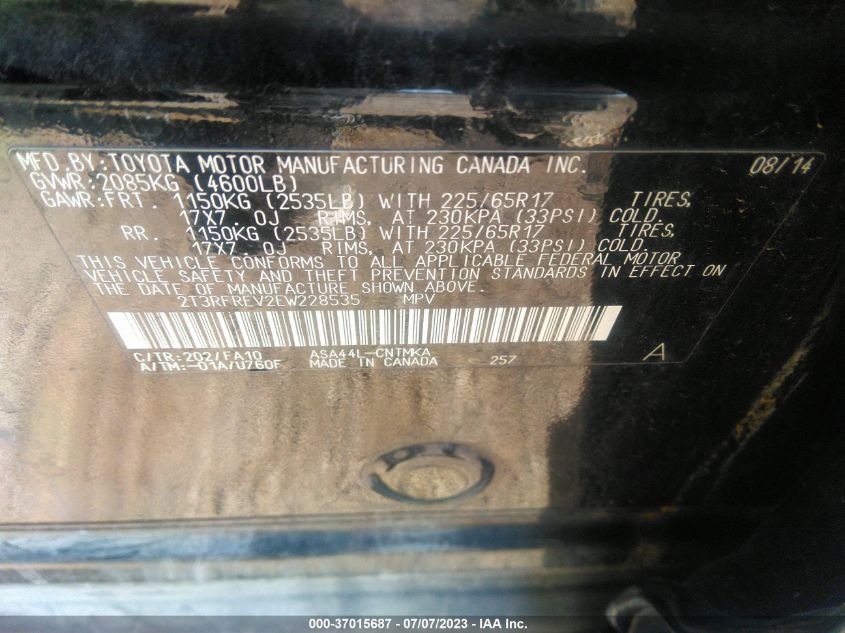 MFD.BY:TOYOTA MOTOR MANUFACTURING CANADA INC. 08/14
GVWR:2085KG (4600LB)
GAWR:FRT. 1150KG (2535LB) WITH 225/65R17 TIRES,
17X7.0J RIMS, AT 230KPA (33PSI) COLD.
RR. 1150KG (2535LB) WITH 225/65R17 TIRES,
17X7.0J RIMS, AT 230KPA (33PSI) COLD.
THIS VEHICLE CONFORMS TO ALL APPLICABLE FEDERAL MOTOR
VEHICLE SAFETY AND THEFT PREVENTION STANDARDS IN EFFECT ON
THE DATE OF MANUFACTURE SHOWN ABOVE.
2T3RFREV2EW228535 MPV
C/TR:202/FA10 ASA44L-CNTMKA
A/TM:-01A/U760F MADE IN CANADA 257 A
000-37015687 - 07/07/2023 - IAA Inc.